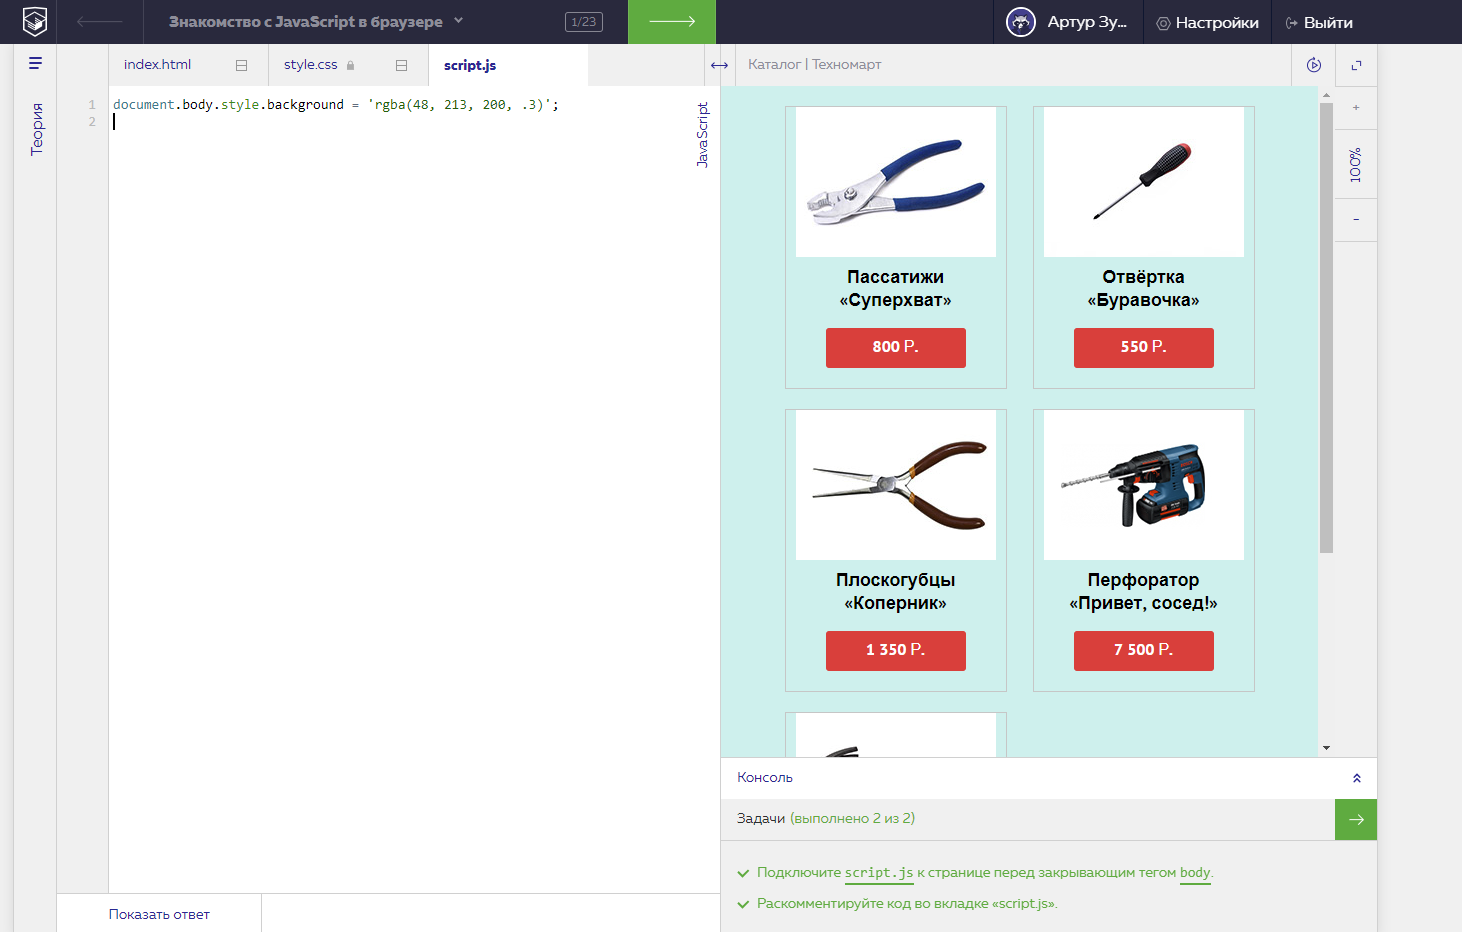 Знакомство с JavaScript в браузере
1/23
Артур Зу...
Настройки
Выйти
Теория
index.html
style.css
script.js
1
document.body.style.background = 'rgba(48, 213, 200, .3)';
2
JavaScript
Показать ответ
Каталог | Техномарт
Пассатижи
«Суперхват»
800 Р.
Отвёртка
«Буравочка»
550 Р.
Плоскогубцы
«Коперник»
1 350 Р.
Перфоратор
«Привет, сосед!»
7 500 Р.
+
100%
-
Консоль
Задачи (выполнено 2 из 2)
Подключите script.js к странице перед закрывающим тегом body.
Раскомментируйте код во вкладке «script.js».